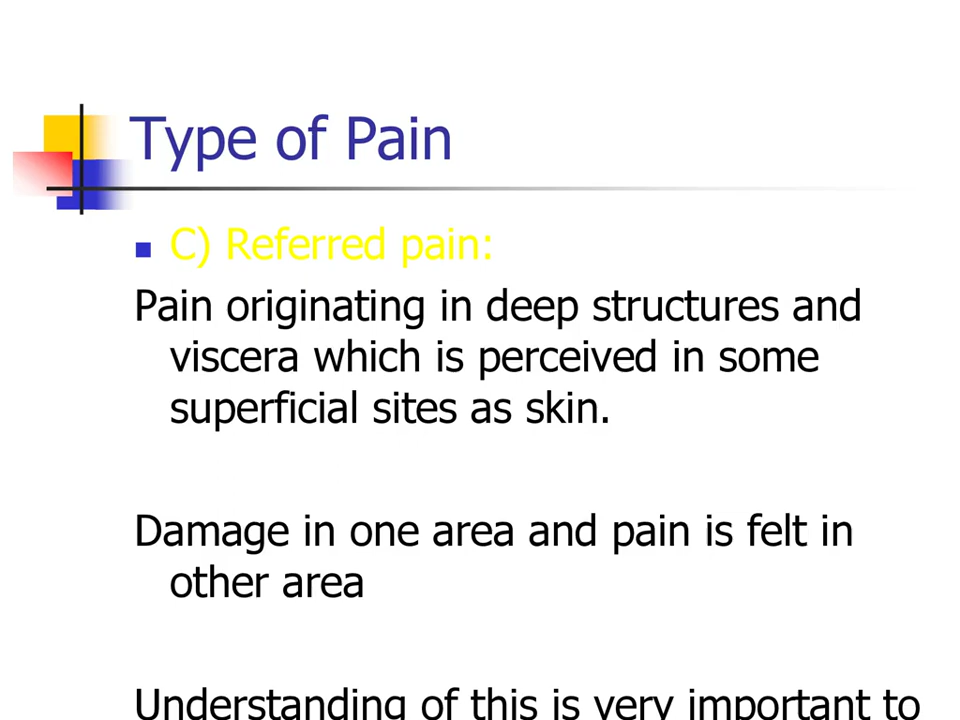 Type of Pain
C) Referred pain:
Pain originating in deep structures and
viscera which is perceived in some
superficial sites as skin.
Damage in one area and pain is felt in
other area
Understanding of this is very important to